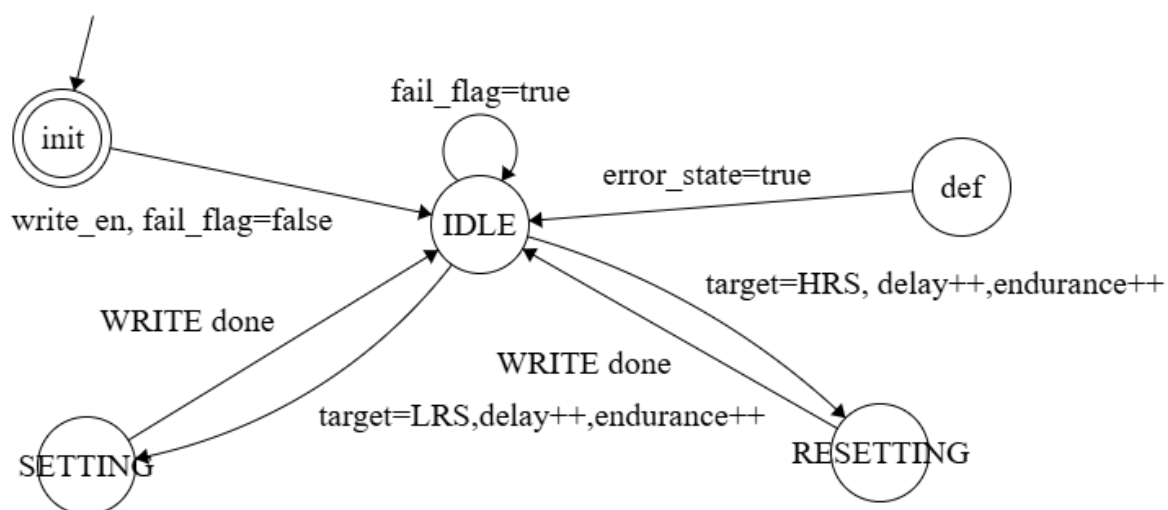 fail_flag=true
init
error_state=true
def
write_en, fail_flag=false
IDLE
target=HRS, delay++,endurance++
WRITE done
WRITE done
target=LRS,delay++,endurance++
SETTING
RESETTING